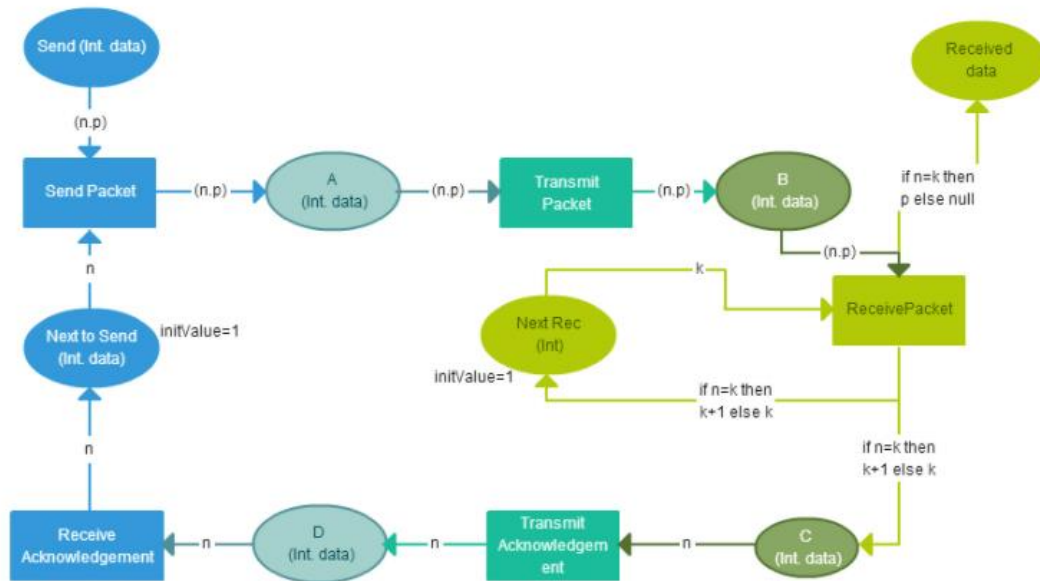 Send (Int. data)
Received
data
(n.p)
Send Packet
(n.p)
A
(Int. data)
(n.p)
Transmit
Packet
(n.p)
B
(Int. data)
if n=k then
p else null
(n.p)
n
k
ReceivePacket
Next to Send
(Int. data)
initValue=1
Next Rec
(Int)
initValue=1
if n=k then
k+1 else k
if n=k then
k+1 else k
n
Receive
Acknowledgement
n
D
(Int. data)
n
Transmit
Acknowledgem
ent
n
C
(Int. data)